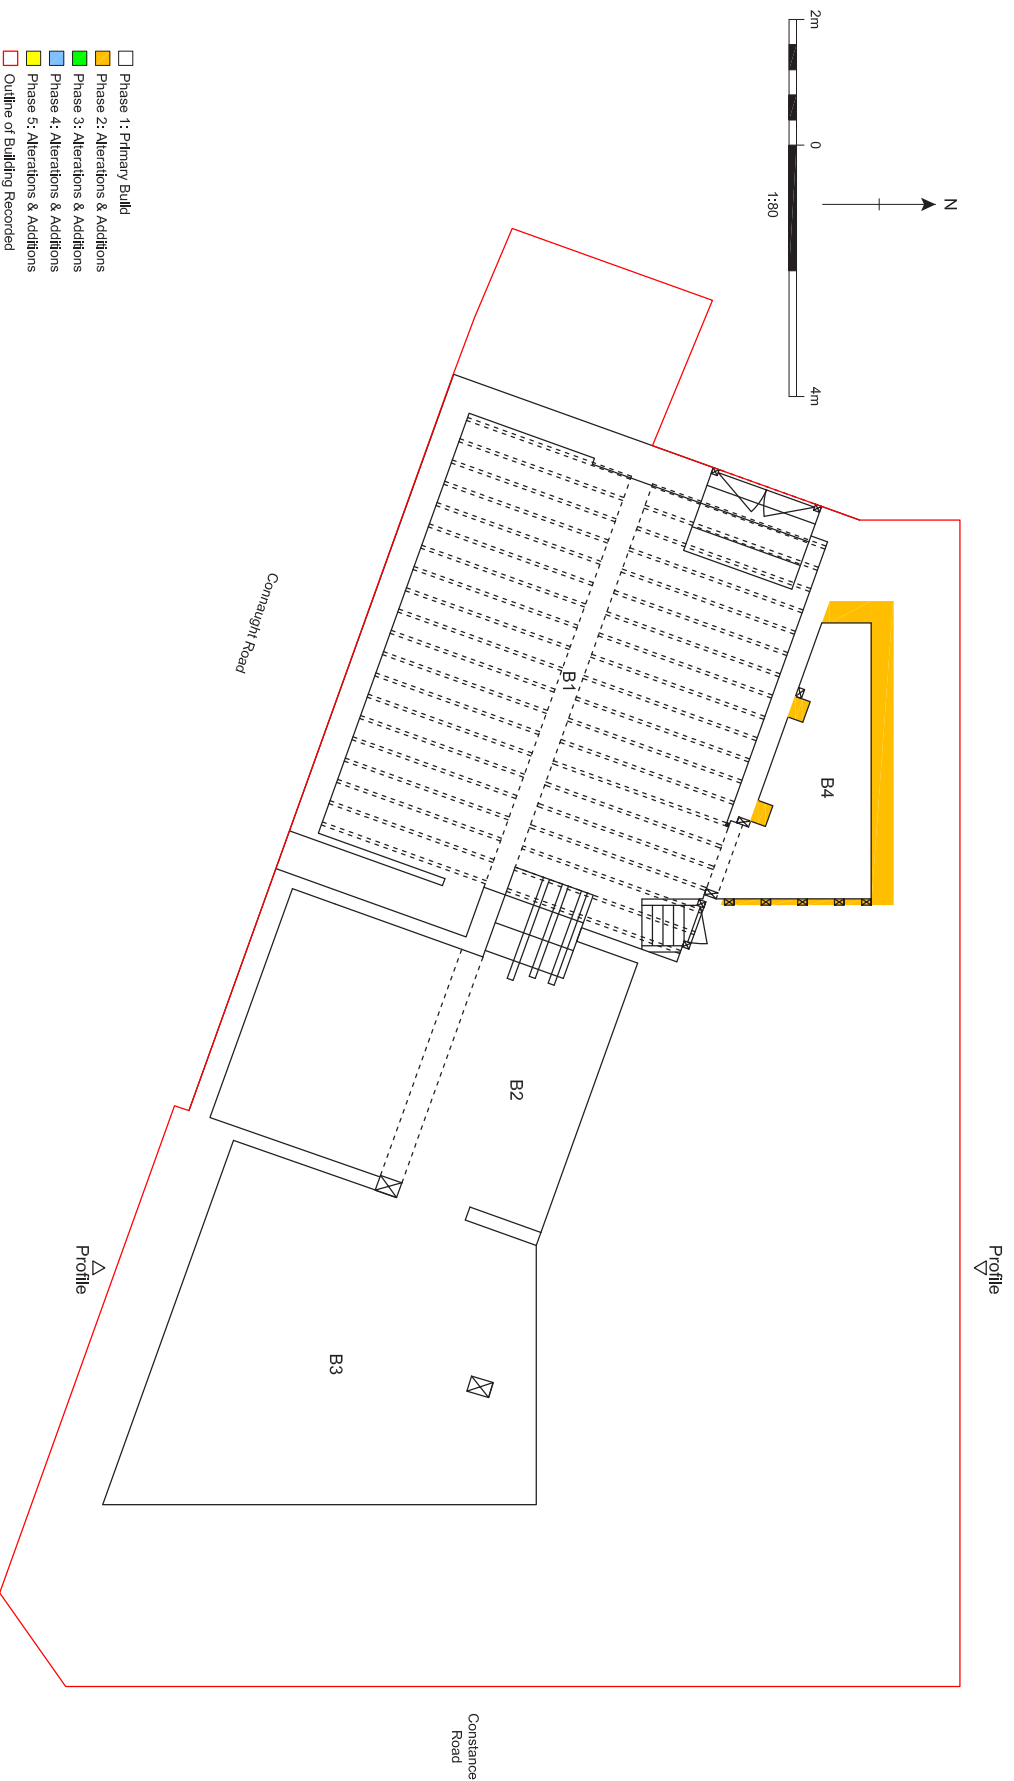 N
2m
0
4m
1:80
Phase 1: Primary Build
Phase 2: Alterations & Additions
Phase 3: Alterations & Additions
Phase 4: Alterations & Additions
Phase 5: Alterations & Additions
Outline of Building Recorded
Connaught Road
B1
B4
B2
B3
Profile
Profile
Constance
Road